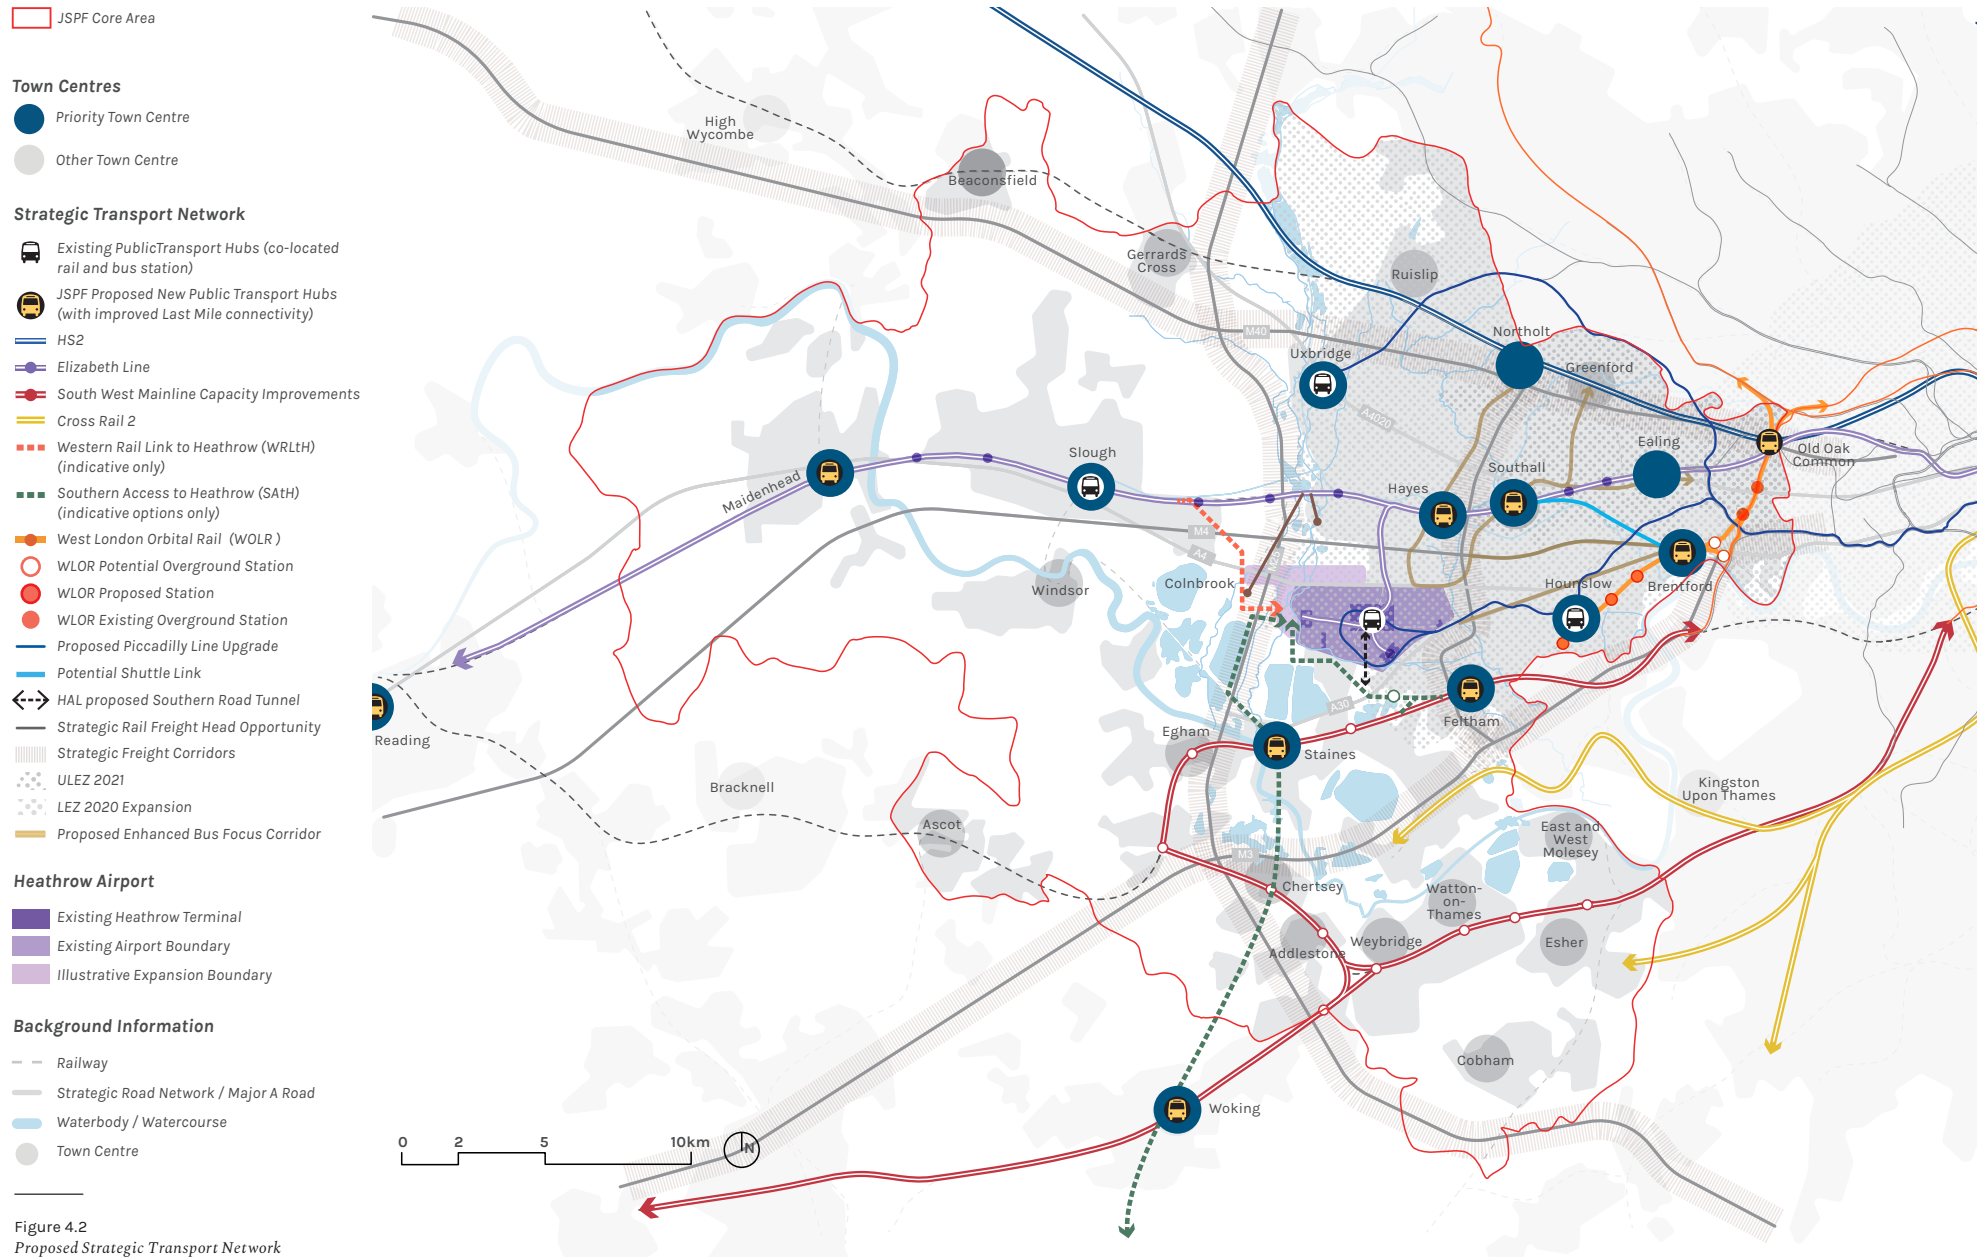 JSPF Core Area
Town Centres
Priority Town Centre
Other Town Centre
Strategic Transport Network
Existing PublicTransport Hubs (co-located
rail and bus station)
JSPF Proposed New Public Transport Hubs
(with improved Last Mile connectivity)
HS2
Elizabeth Line
South West Mainline Capacity Improvements
Cross Rail 2
Western Rail Link to Heathrow (WRLtH)
(indicative only)
Southern Access to Heathrow (SAtH)
(indicative options only)
West London Orbital Rail (WOLR )
WLOR Potential Overground Station
WLOR Proposed Station
WLOR Existing Overground Station
Proposed Piccadilly Line Upgrade
Potential Shuttle Link
HAL proposed Southern Road Tunnel
Strategic Rail Freight Head Opportunity
Strategic Freight Corridors
ULEZ 2021
LEZ 2020 Expansion
Proposed Enhanced Bus Focus Corridor
Heathrow Airport
Existing Heathrow Terminal
Existing Airport Boundary
Illustrative Expansion Boundary
Background Information
Railway
Strategic Road Network / Major A Road
Waterbody / Watercourse
Town Centre
Figure 4.2
Proposed Strategic Transport Network
High
Wycombe
Beaconsfield
Gerrards
Cross
Ruislip
M40
Northolt
Uxbridge
Greenford
A4020
Ealing
Old Oak
Common
Slough
Southall
Hayes
Maidenhead
M4
A4
Colnbrook
Windsor
Hounslow
Brentford
A30
Feltham
Egham
Staines
Reading
Bracknell
Kingston
Upon Thames
Ascot
East and
West
Molesey
M3
Chertsey
Watton-
on-
Thames
Addlestone
Weybridge
Esher
Cobham
Woking
0 2 5 10km
N